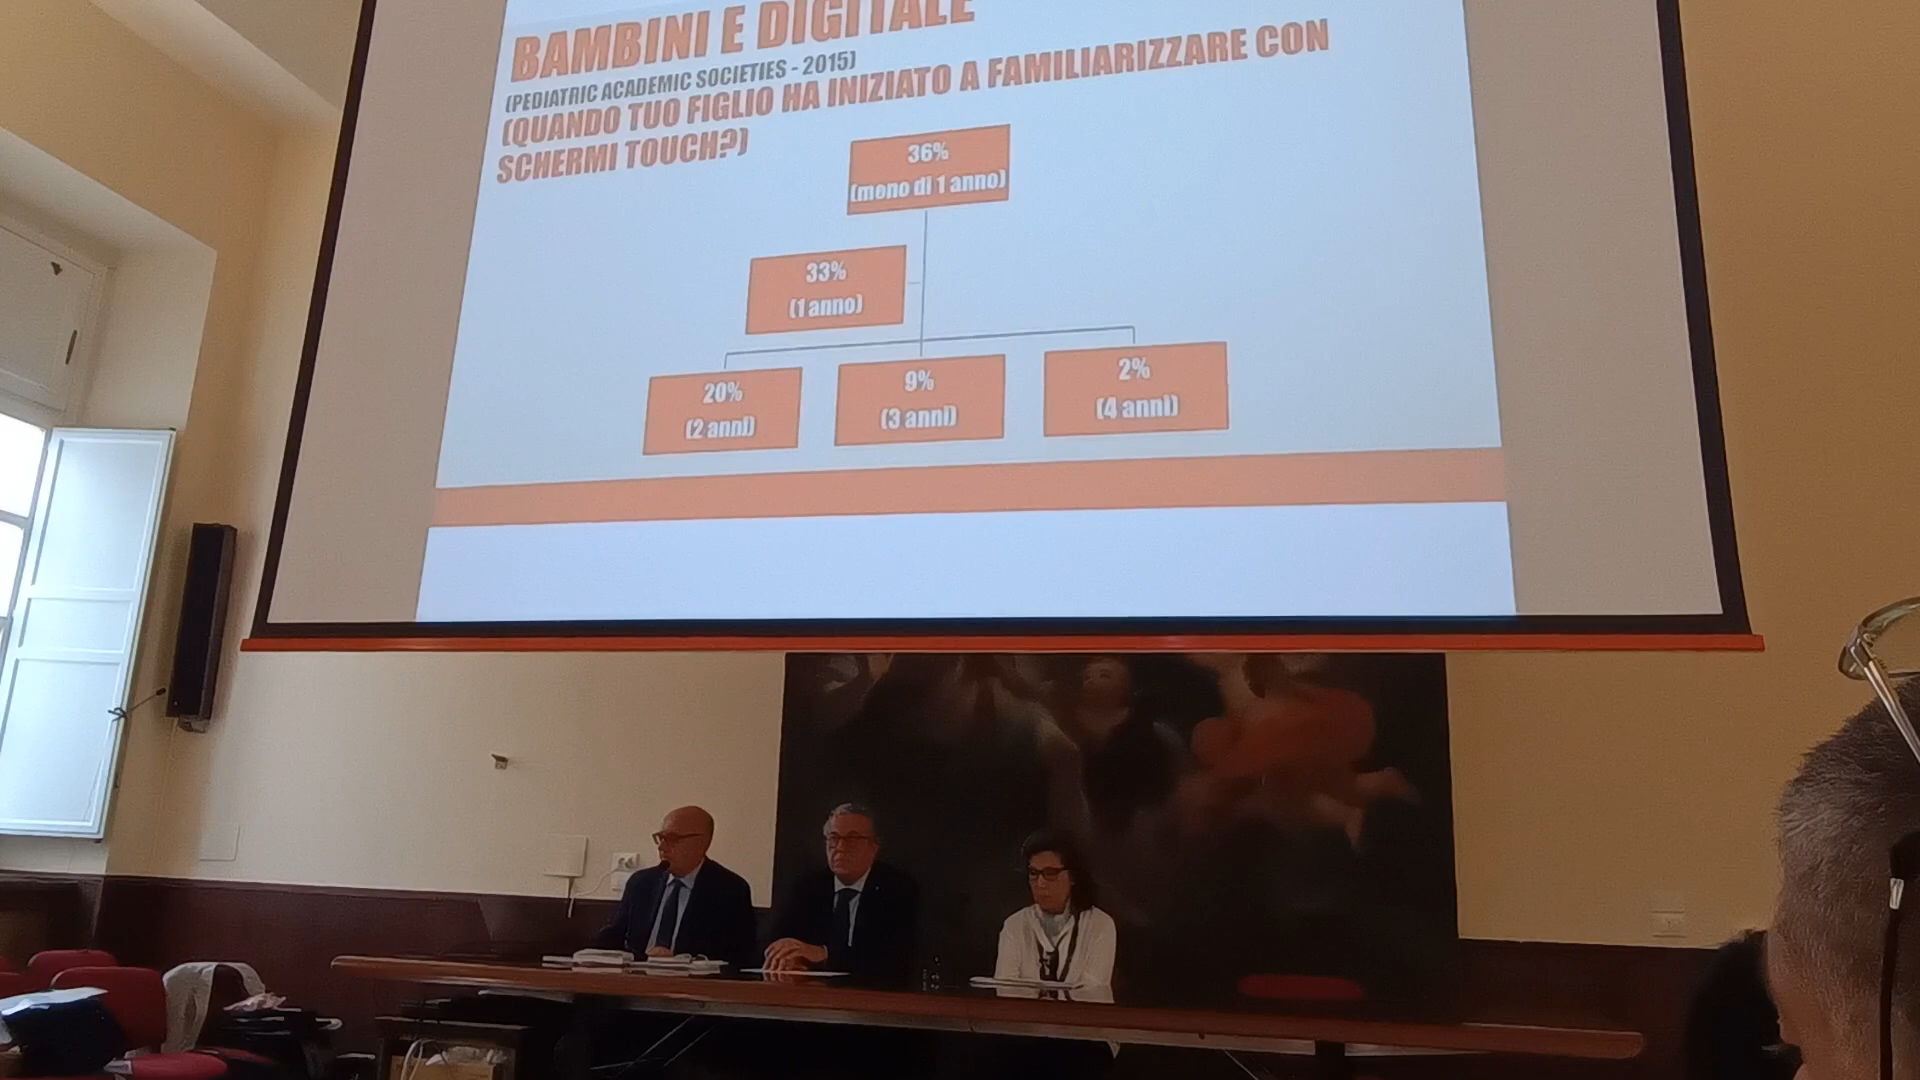 BAMBINI E DIGITALE
(PEDIATRIC ACADEMIC SOCIETIES - 2015)
(QUANDO TUO FIGLIO HA INIZIATO A FAMILIARIZZARE CON
SCHERMI TOUCH?)
36%
(meno di 1 anno)
33%
(1 anno)
20%
(2 anni)
9%
(3 anni)
2%
(4 anni)